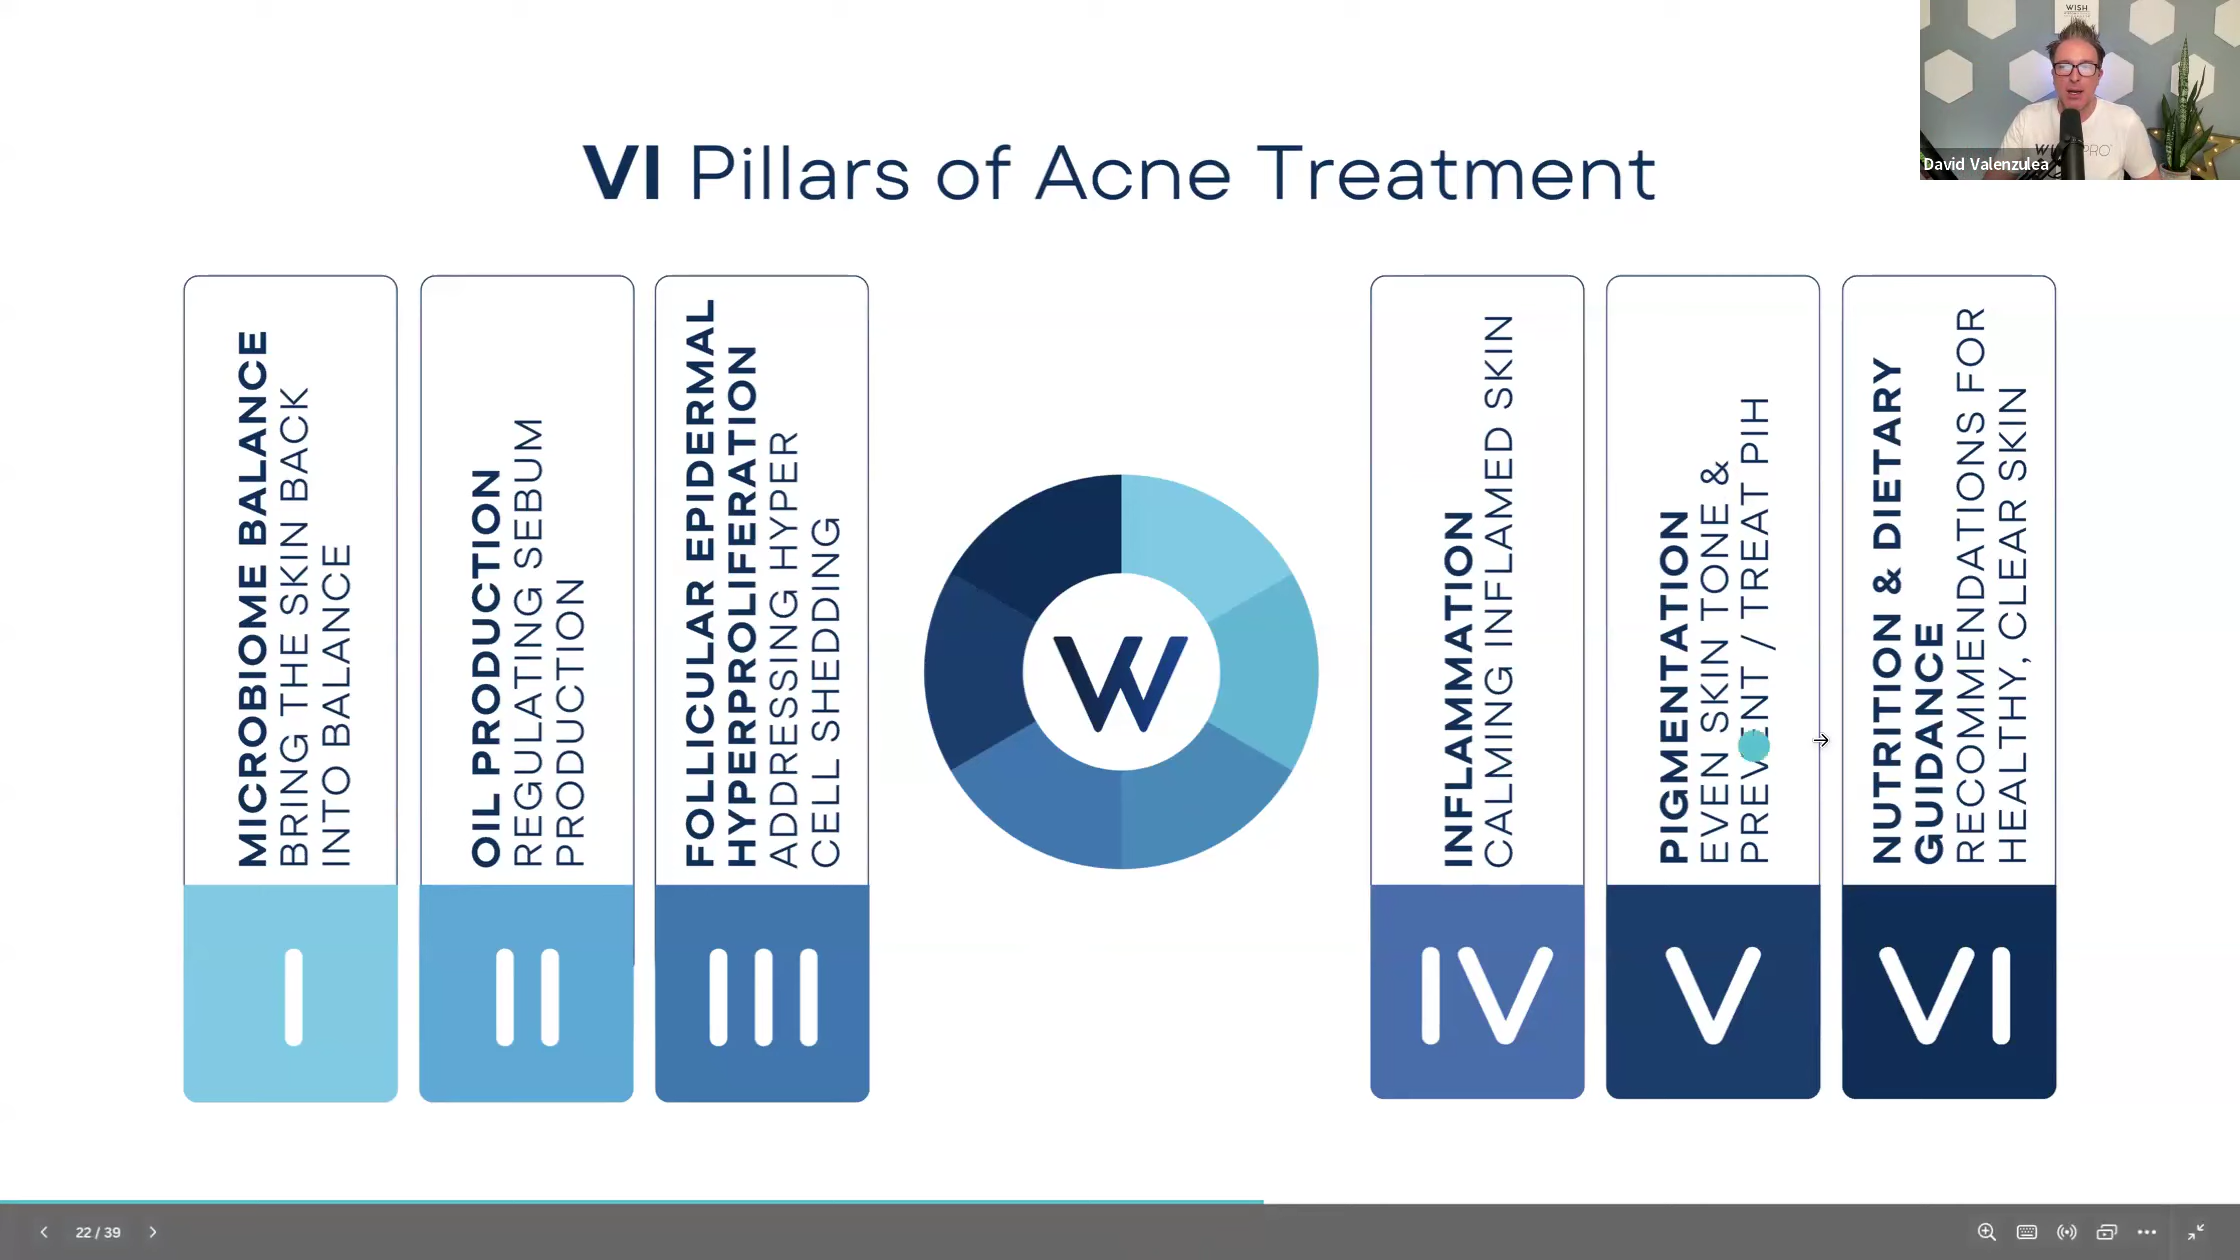 WISH
David Valenzulea
VI Pillars of Acne Treatment
MICROBIOME BALANCE
BRING THE SKIN BACK
INTO BALANCE
I
OIL PRODUCTION
REGULATING SEBUM
PRODUCTION
II
FOLLICULAR EPIDERMAL
HYPERPROLIFERATION
ADDRESSING HYPER
CELL SHEDDING
III
W
INFLAMMATION
CALMING INFLAMED SKIN
IV
PIGMENTATION
EVEN SKIN TONE &
PREVENT / TREAT PIH
V
NUTRITION & DIETARY
GUIDANCE
RECOMMENDATIONS FOR
HEALTHY, CLEAR SKIN
VI
22 / 39